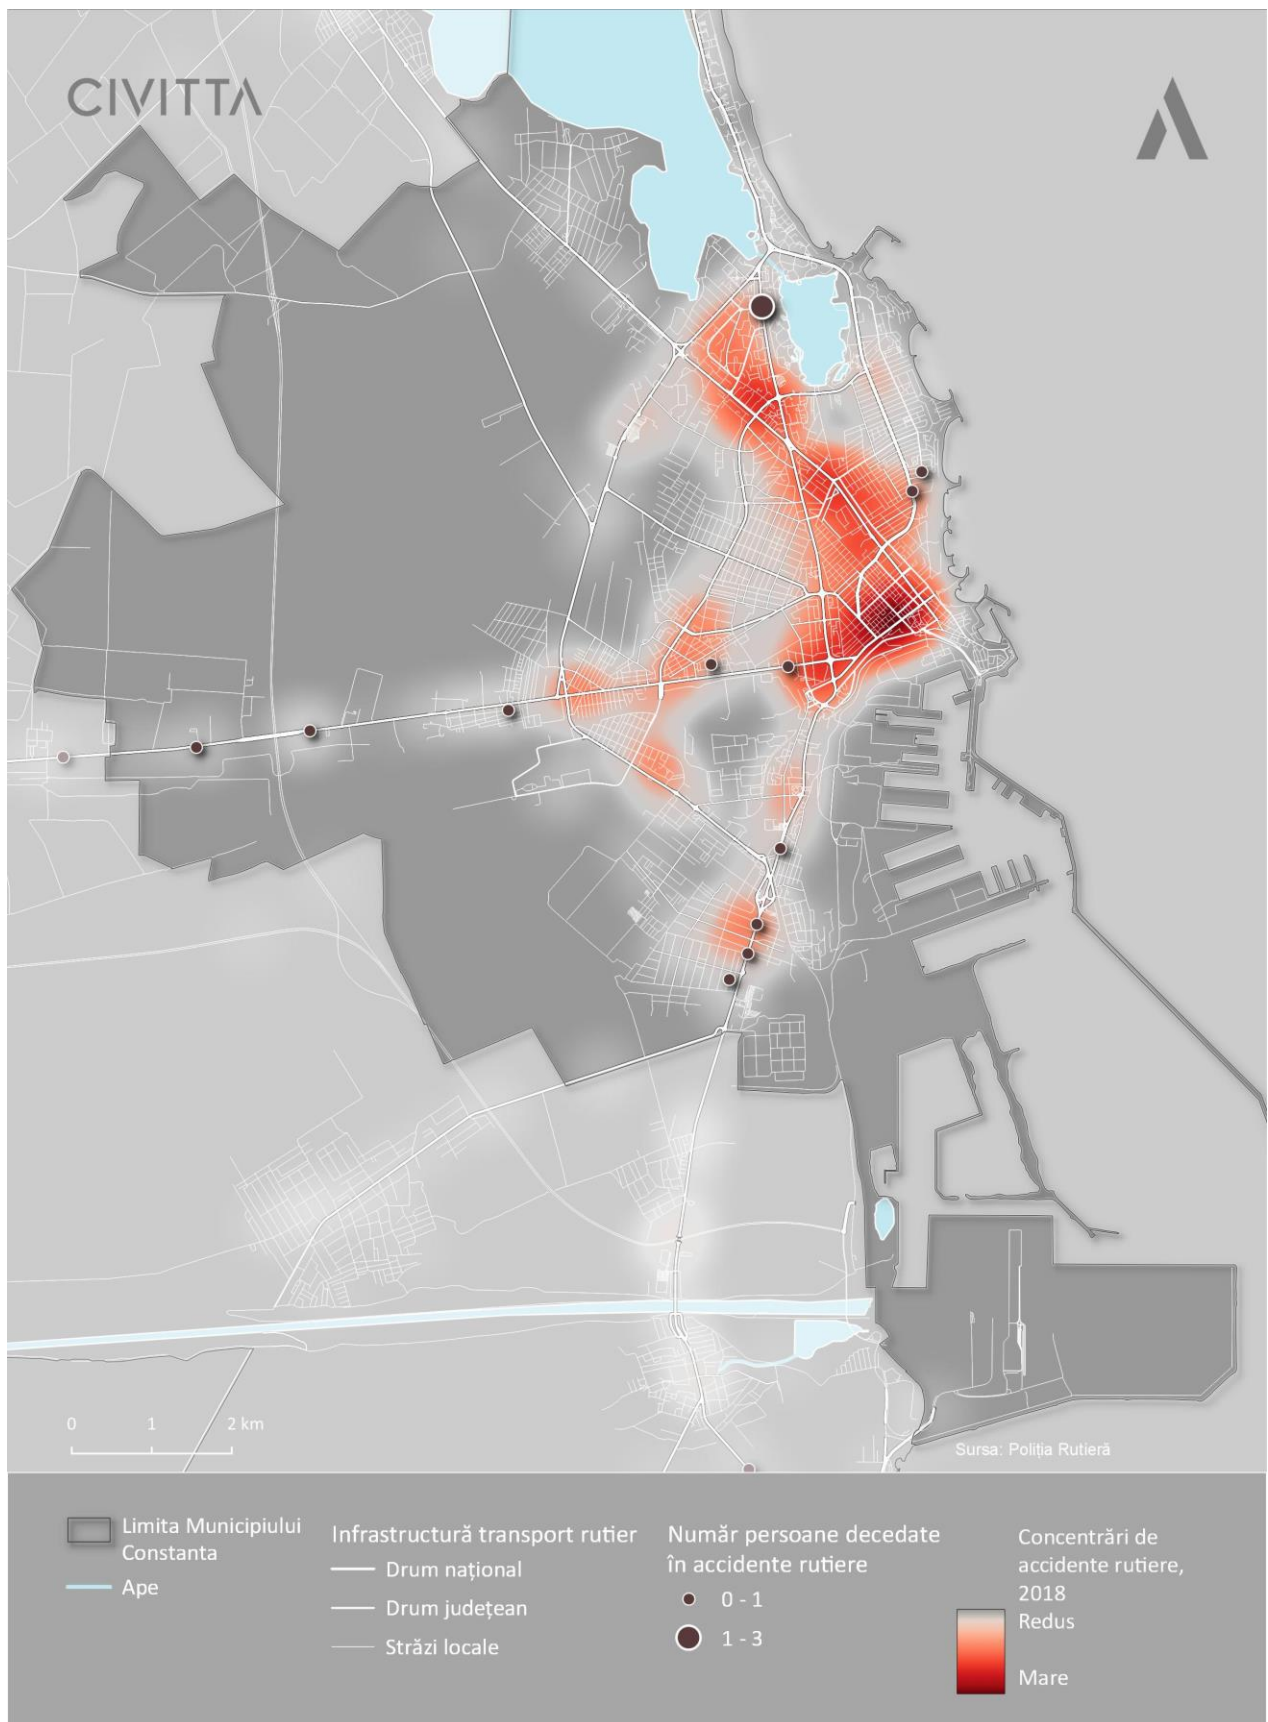 CIVITTA
0 1 2 km
Sursa: Poliția Rutieră
Limita Municipiului
Constanta
Ape
Infrastructură transport rutier
Drum național
Drum județean
Străzi locale
Număr persoane decedate
în accidente rutiere
0 - 1
1 - 3
Concentrări de
accidente rutiere,
2018
Redus
Mare